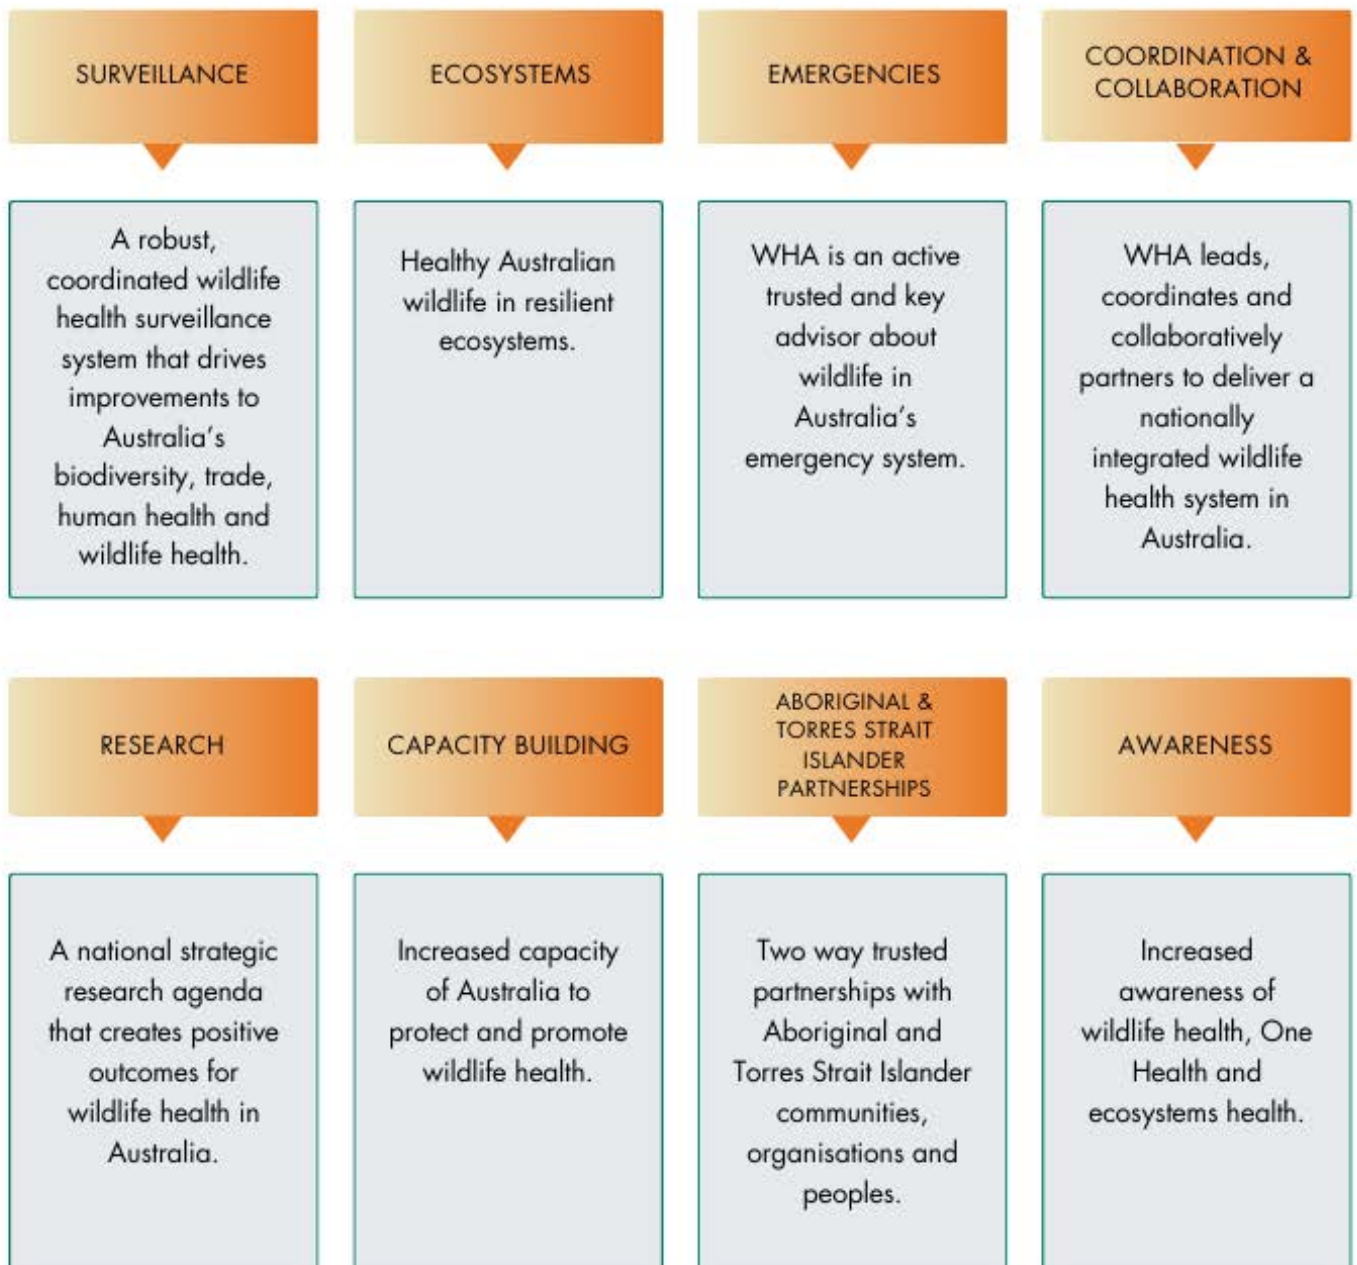 SURVEILLANCE
A robust,
coordinated wildlife
health surveillance
system that drives
improvements to
Australia's
biodiversity, trade,
human health and
wildlife health.
ECOSYSTEMS
Healthy Australian
wildlife in resilient
ecosystems.
EMERGENCIES
WHA is an active
trusted and key
advisor about
wildlife in
Australia's
emergency system.
COORDINATION &
COLLABORATION
WHA leads,
coordinates and
collaboratively
partners to deliver a
nationally
integrated wildlife
health system in
Australia.
RESEARCH
A national strategic
research agenda
that creates positive
outcomes for
wildlife health in
Australia.
CAPACITY BUILDING
Increased capacity
of Australia to
protect and promote
wildlife health.
ABORIGINAL &
TORRES STRAIT
ISLANDER
PARTNERSHIPS
Two way trusted
partnerships with
Aboriginal and
Torres Strait Islander
communities,
organisations and
peoples.
AWARENESS
Increased
awareness of
wildlife health, One
Health and
ecosystems health.